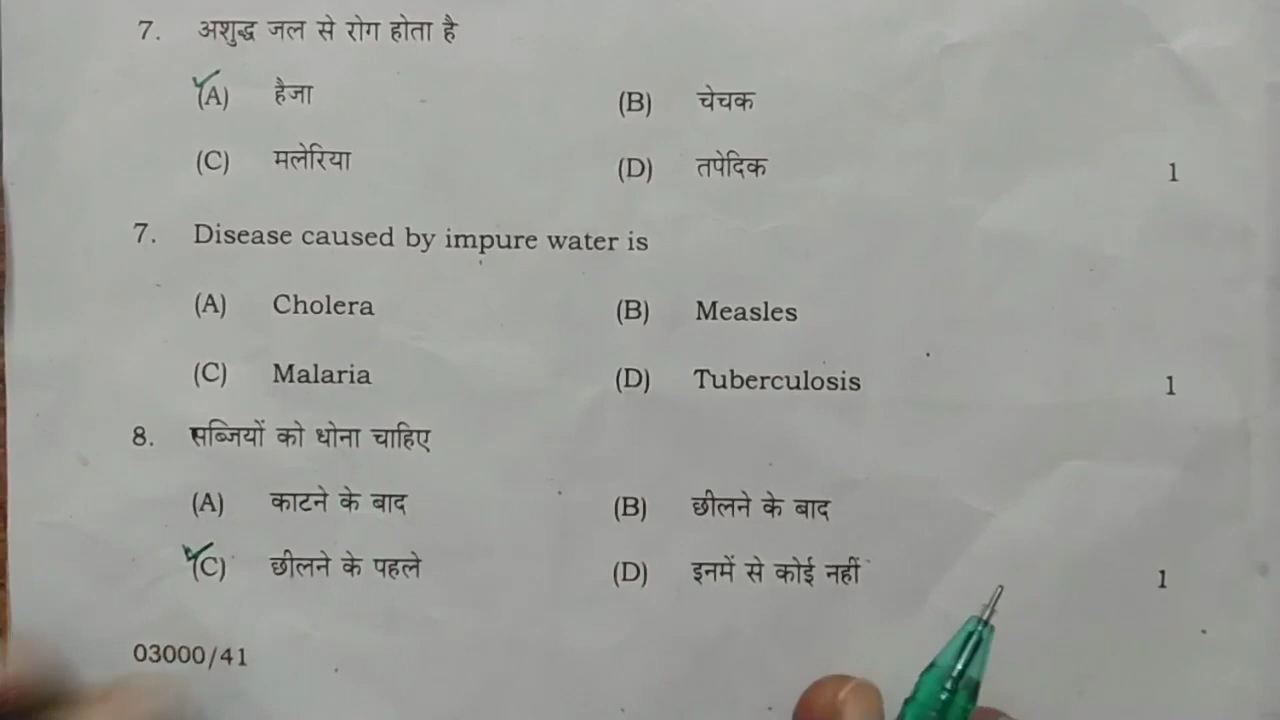 7. अशुद्ध जल से रोग होता है
(A) हैजा (B) चेचक
(C) मलेरिया (D) तपेदिक 1
7. Disease caused by impure water is
(A) Cholera (B) Measles
(C) Malaria (D) Tuberculosis 1
8. सब्जियों को धोना चाहिए
(A) काटने के बाद (B) छीलने के बाद
(C) छीलने के पहले (D) इनमें से कोई नहीं 1
03000/41